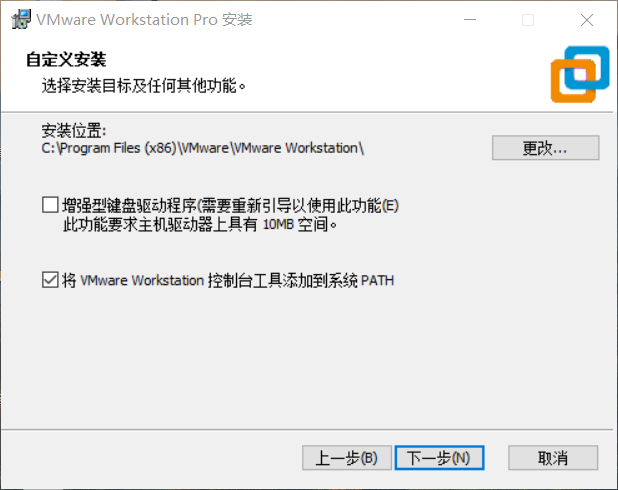 VMware Workstation Pro 安装
自定义安装
选择安装目标及任何其他功能。
安装位置:
C:\Program Files (x86)\VMware\VMware Workstation\
更改...
增强型键盘驱动程序(需要重新引导以使用此功能(E)
此功能要求主机驱动器上具有 10MB 空间。
将 VMware Workstation 控制台工具添加到系统 PATH
上一步(B)
下一步(N)
取消